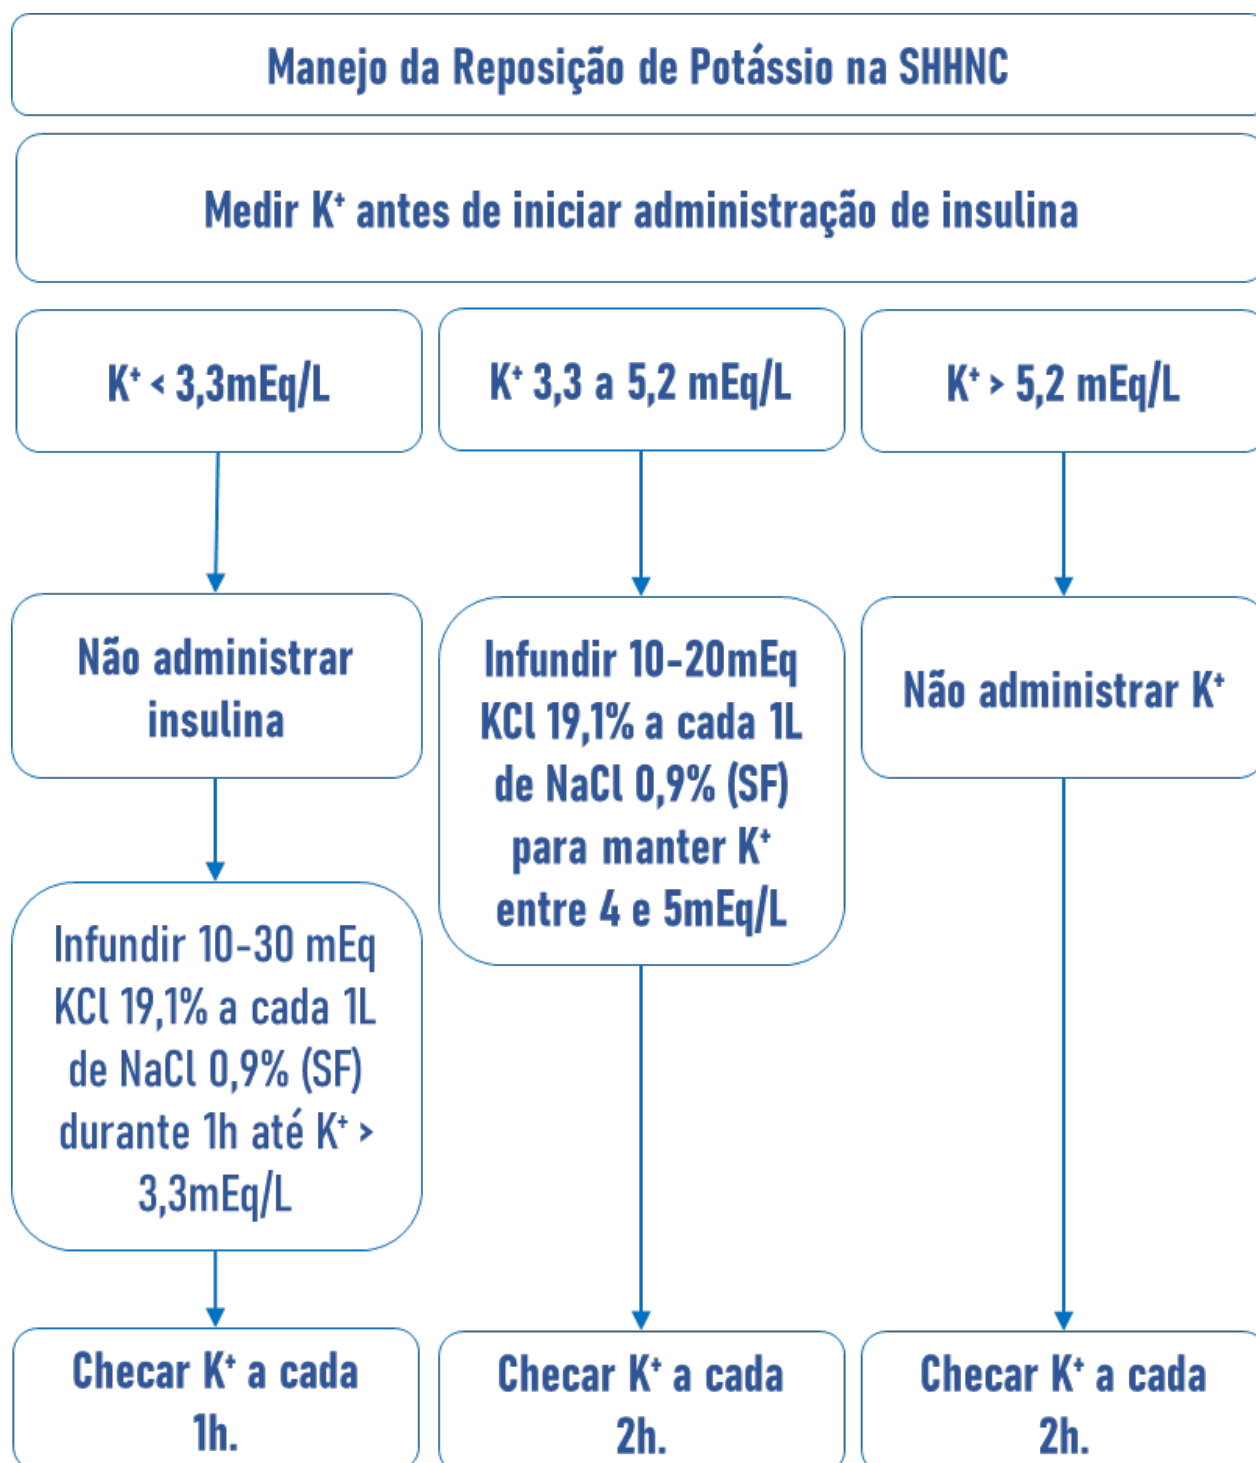 Manejo da Reposição de Potássio na SHHNC
Medir K⁺ antes de iniciar administração de insulina
K⁺ < 3,3mEq/L
K⁺ 3,3 a 5,2 mEq/L
K⁺ > 5,2 mEq/L
Não administrar
insulina
Infundir 10-30 mEq
KCl 19,1% a cada 1L
de NaCl 0,9% (SF)
durante 1h até K⁺ >
3,3mEq/L
Checar K⁺ a cada
1h.
Infundir 10-20mEq
KCl 19,1% a cada 1L
de NaCl 0,9% (SF)
para manter K⁺
entre 4 e 5mEq/L
Checar K⁺ a cada
2h.
Não administrar K⁺
Checar K⁺ a cada
2h.